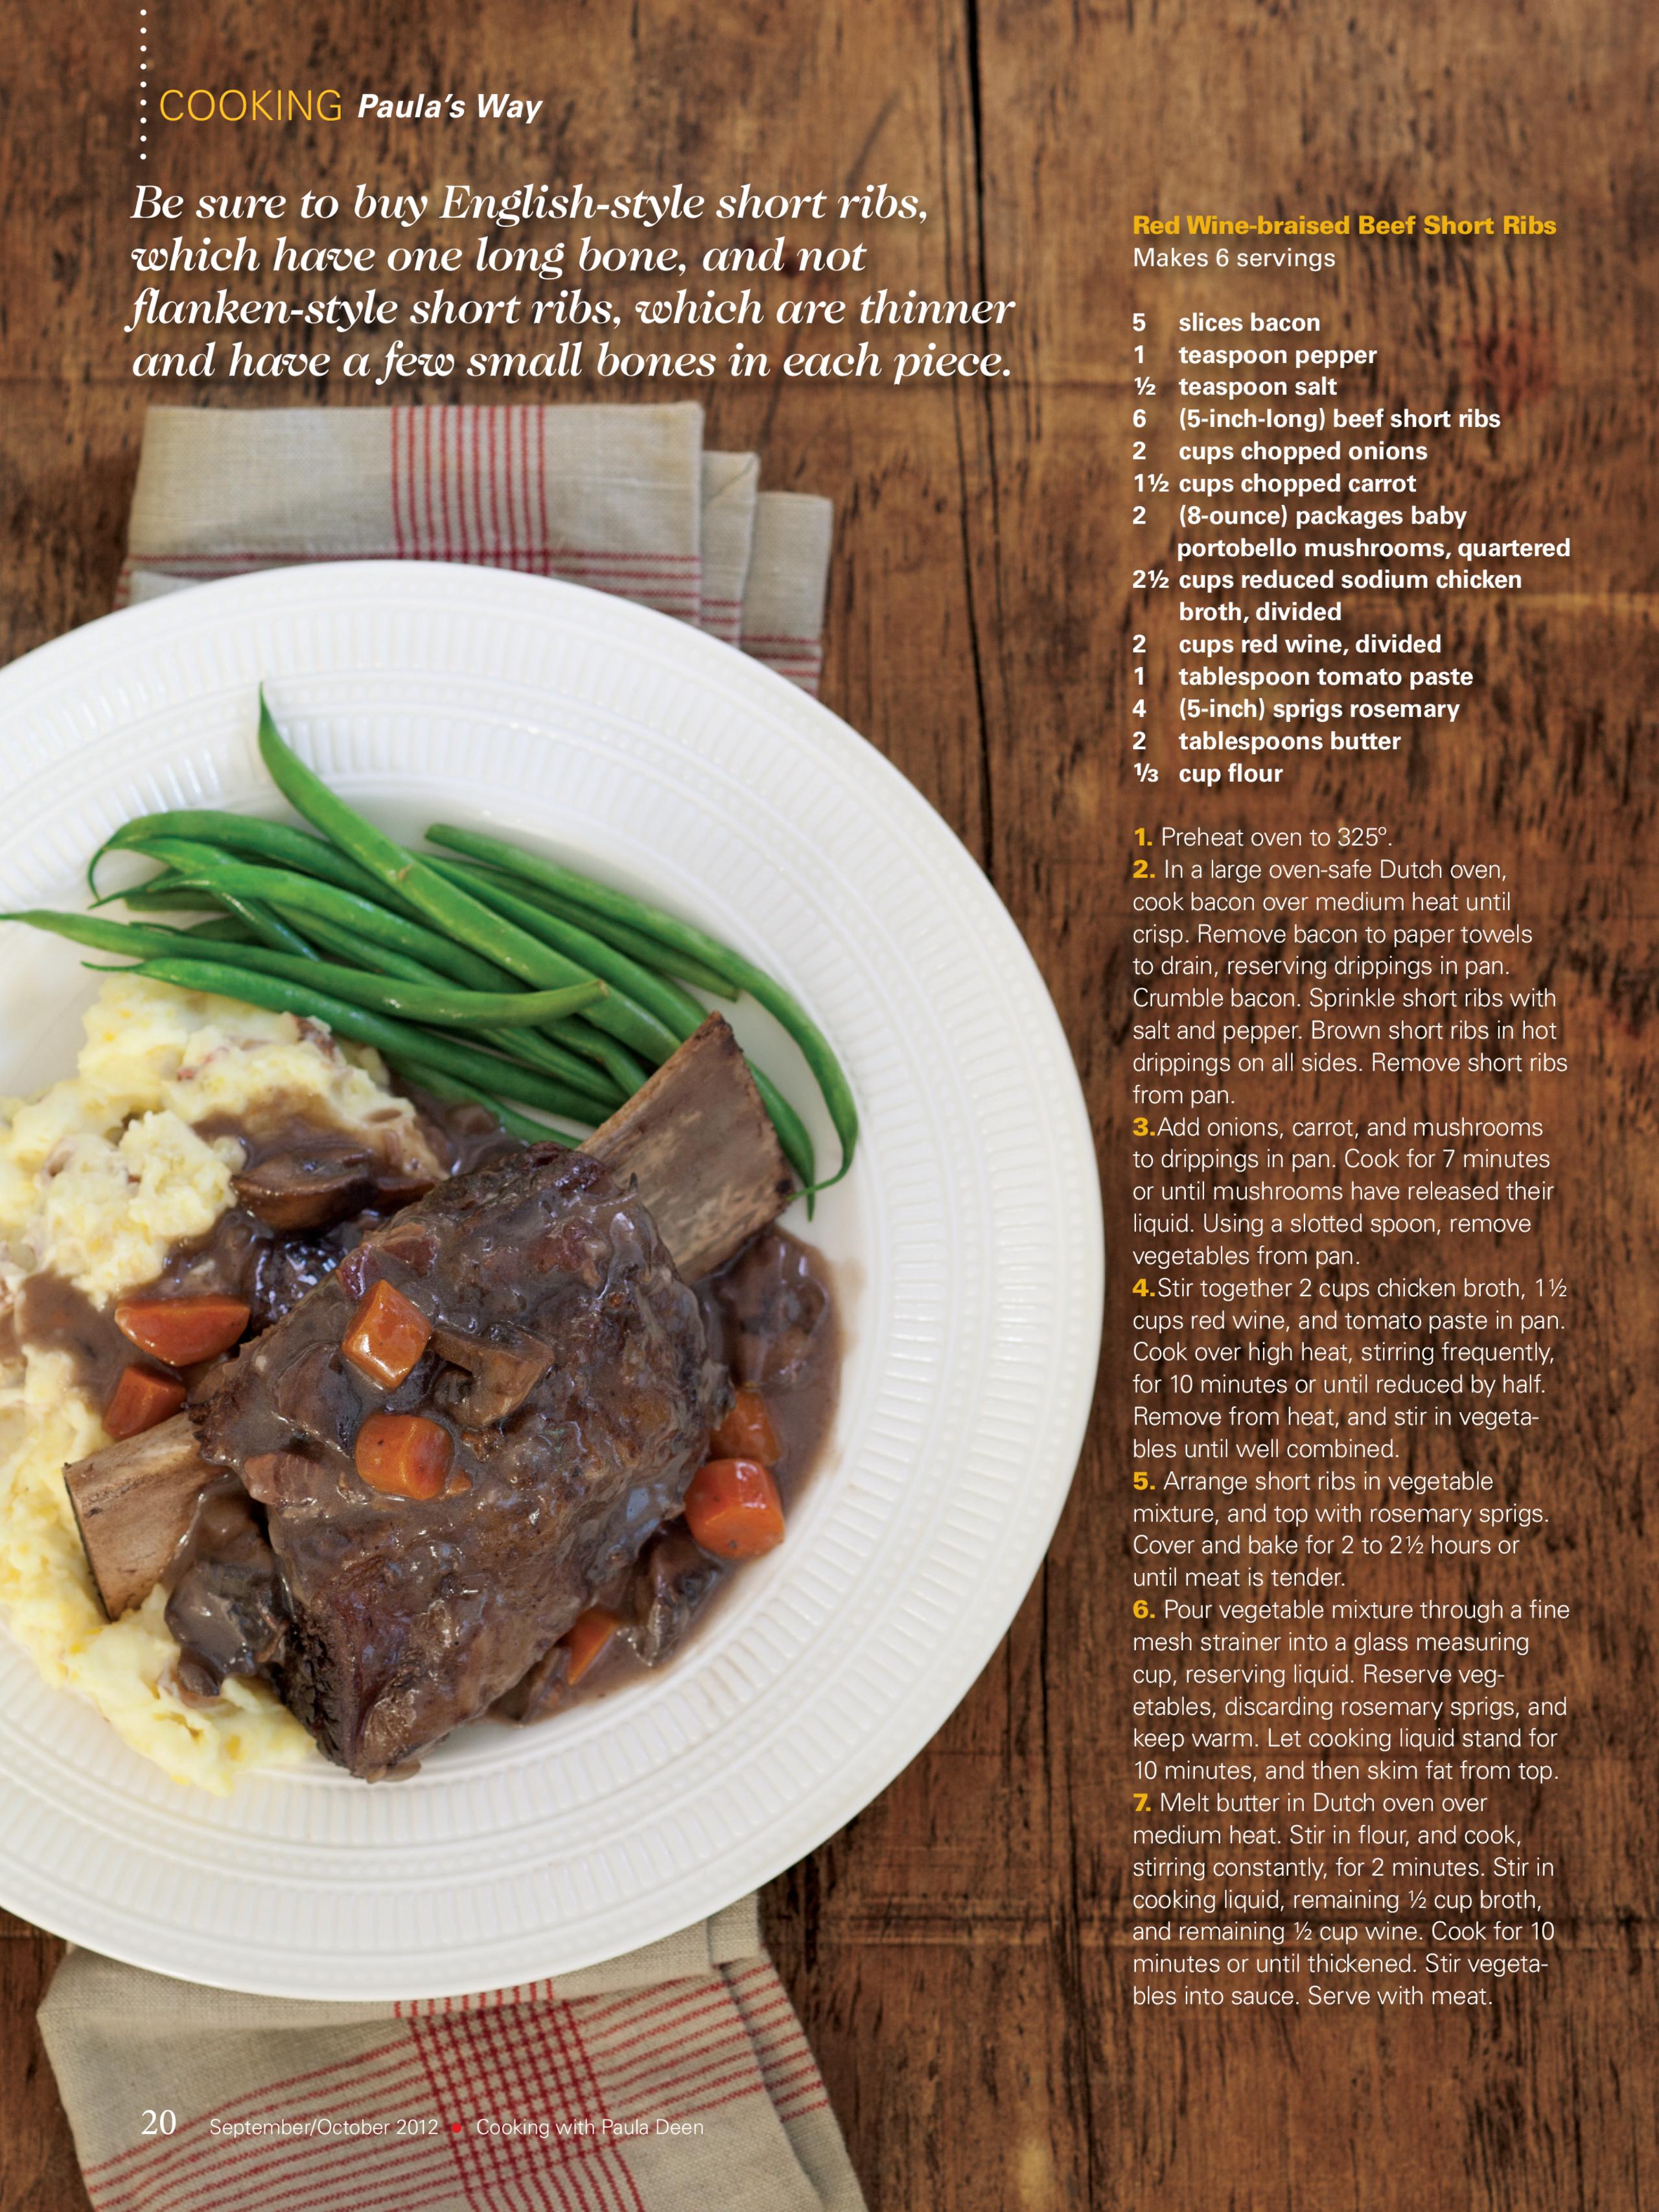 COOKING Paula's Way
Be sure to buy English-style short ribs,
which have one long bone, and not
flanken-style short ribs, which are thinner
and have a few small bones in each piece.
Red Wine-braised Beef Short Ribs
Makes 6 servings
5 slices bacon
1 teaspoon pepper
½ teaspoon salt
6 (5-inch-long) beef short ribs
2 cups chopped onions
1½ cups chopped carrot
2 (8-ounce) packages baby
portobello mushrooms, quartered
2½ cups reduced sodium chicken
broth, divided
2 cups red wine, divided
1 tablespoon tomato paste
4 (5-inch) sprigs rosemary
2 tablespoons butter
⅓ cup flour
1. Preheat oven to 325º.
2. In a large oven-safe Dutch oven,
cook bacon over medium heat until
crisp. Remove bacon to paper towels
to drain, reserving drippings in pan.
Crumble bacon. Sprinkle short ribs with
salt and pepper. Brown short ribs in hot
drippings on all sides. Remove short ribs
from pan.
3.Add onions, carrot, and mushrooms
to drippings in pan. Cook for 7 minutes
or until mushrooms have released their
liquid. Using a slotted spoon, remove
vegetables from pan.
4.Stir together 2 cups chicken broth, 1½
cups red wine, and tomato paste in pan.
Cook over high heat, stirring frequently,
for 10 minutes or until reduced by half.
Remove from heat, and stir in vegeta-
bles until well combined.
5. Arrange short ribs in vegetable
mixture, and top with rosemary sprigs.
Cover and bake for 2 to 2½ hours or
until meat is tender.
6. Pour vegetable mixture through a fine
mesh strainer into a glass measuring
cup, reserving liquid. Reserve veg-
etables, discarding rosemary sprigs, and
keep warm. Let cooking liquid stand for
10 minutes, and then skim fat from top.
7. Melt butter in Dutch oven over
medium heat. Stir in flour, and cook,
stirring constantly, for 2 minutes. Stir in
cooking liquid, remaining ½ cup broth,
and remaining ½ cup wine. Cook for 10
minutes or until thickened. Stir vegeta-
bles into sauce. Serve with meat.
20 September/October 2012 • Cooking with Paula Deen